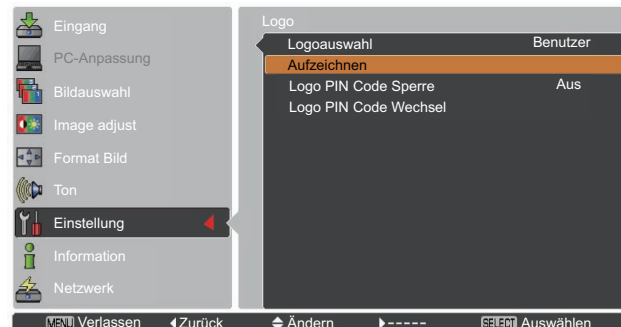 Eingang
PC-Anpassung
Bildauswahl
Image adjust
Format Bild
Ton
Einstellung
Information
Netzwerk
Logo
Logoauswahl Benutzer
Aufzeichnen
Logo PIN Code Sperre Aus
Logo PIN Code Wechsel
MENU Verlassen Zurück Ändern ----- SELECT Auswählen